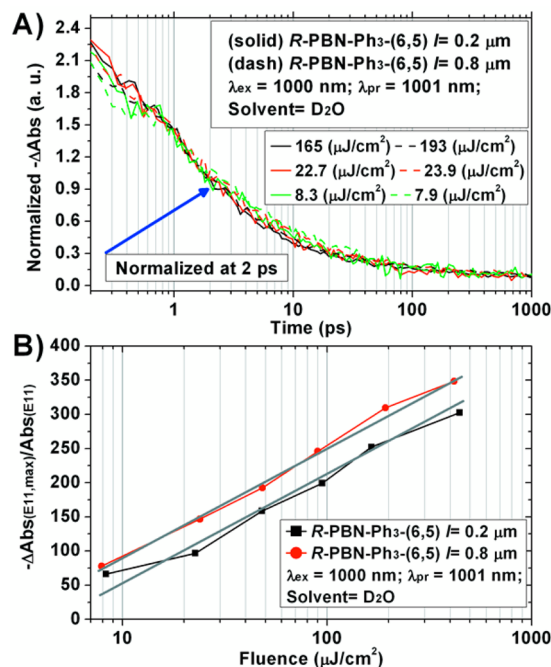 A)
Normalized -ΔAbs (a. u.)
2.4
2.1
1.8
1.5
1.2
0.9
0.6
0.3
0.0
(solid) R-PBN-Ph3-(6,5) l= 0.2 μm
(dash) R-PBN-Ph3-(6,5) l= 0.8 μm
λex = 1000 nm; λpr = 1001 nm;
Solvent= D2O
165 (μJ/cm²) 193 (μJ/cm²)
22.7 (μJ/cm²) 23.9 (μJ/cm²)
8.3 (μJ/cm²) 7.9 (μJ/cm²)
Normalized at 2 ps
1 10 100 1000
Time (ps)
B)
-ΔAbs(E11,max)/Abs(E11)
400
350
300
250
200
150
100
50
0
R-PBN-Ph3-(6,5) l= 0.2 μm
R-PBN-Ph3-(6,5) l= 0.8 μm
λex = 1000 nm; λpr = 1001 nm;
Solvent= D2O
10 100 1000
Fluence (μJ/cm²)